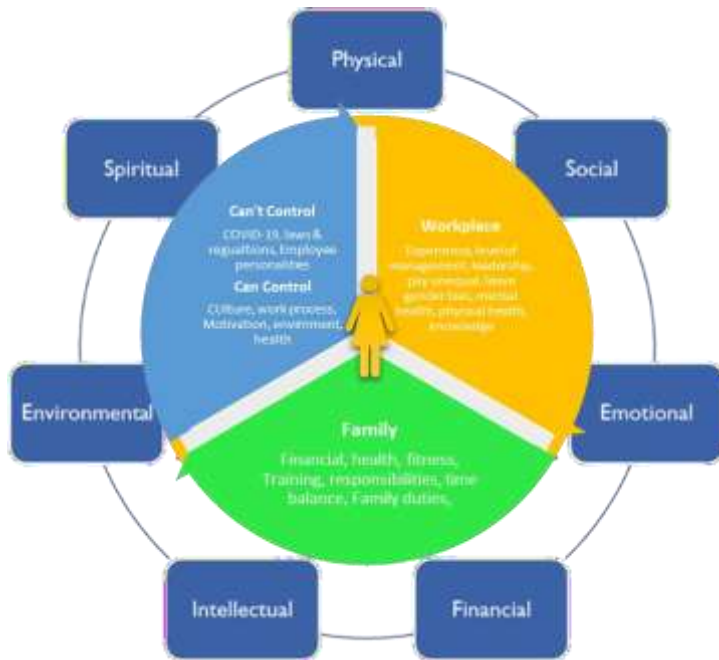 Physical
Spiritual
Social
Can't Control
COVID-19, laws &
regualtions, Employee
personalities
Can Control
CUlture, work process,
Motivation, enviernment,
health
Workplace
Experience, level of
management, leadership,
pay unequal, leave
gender bias, mental
health, physical health,
knowledge
Environmental
Emotional
Family
Financial, health, fitness,
Training, responsibilities, time
balance, Family duties,
Intellectual
Financial